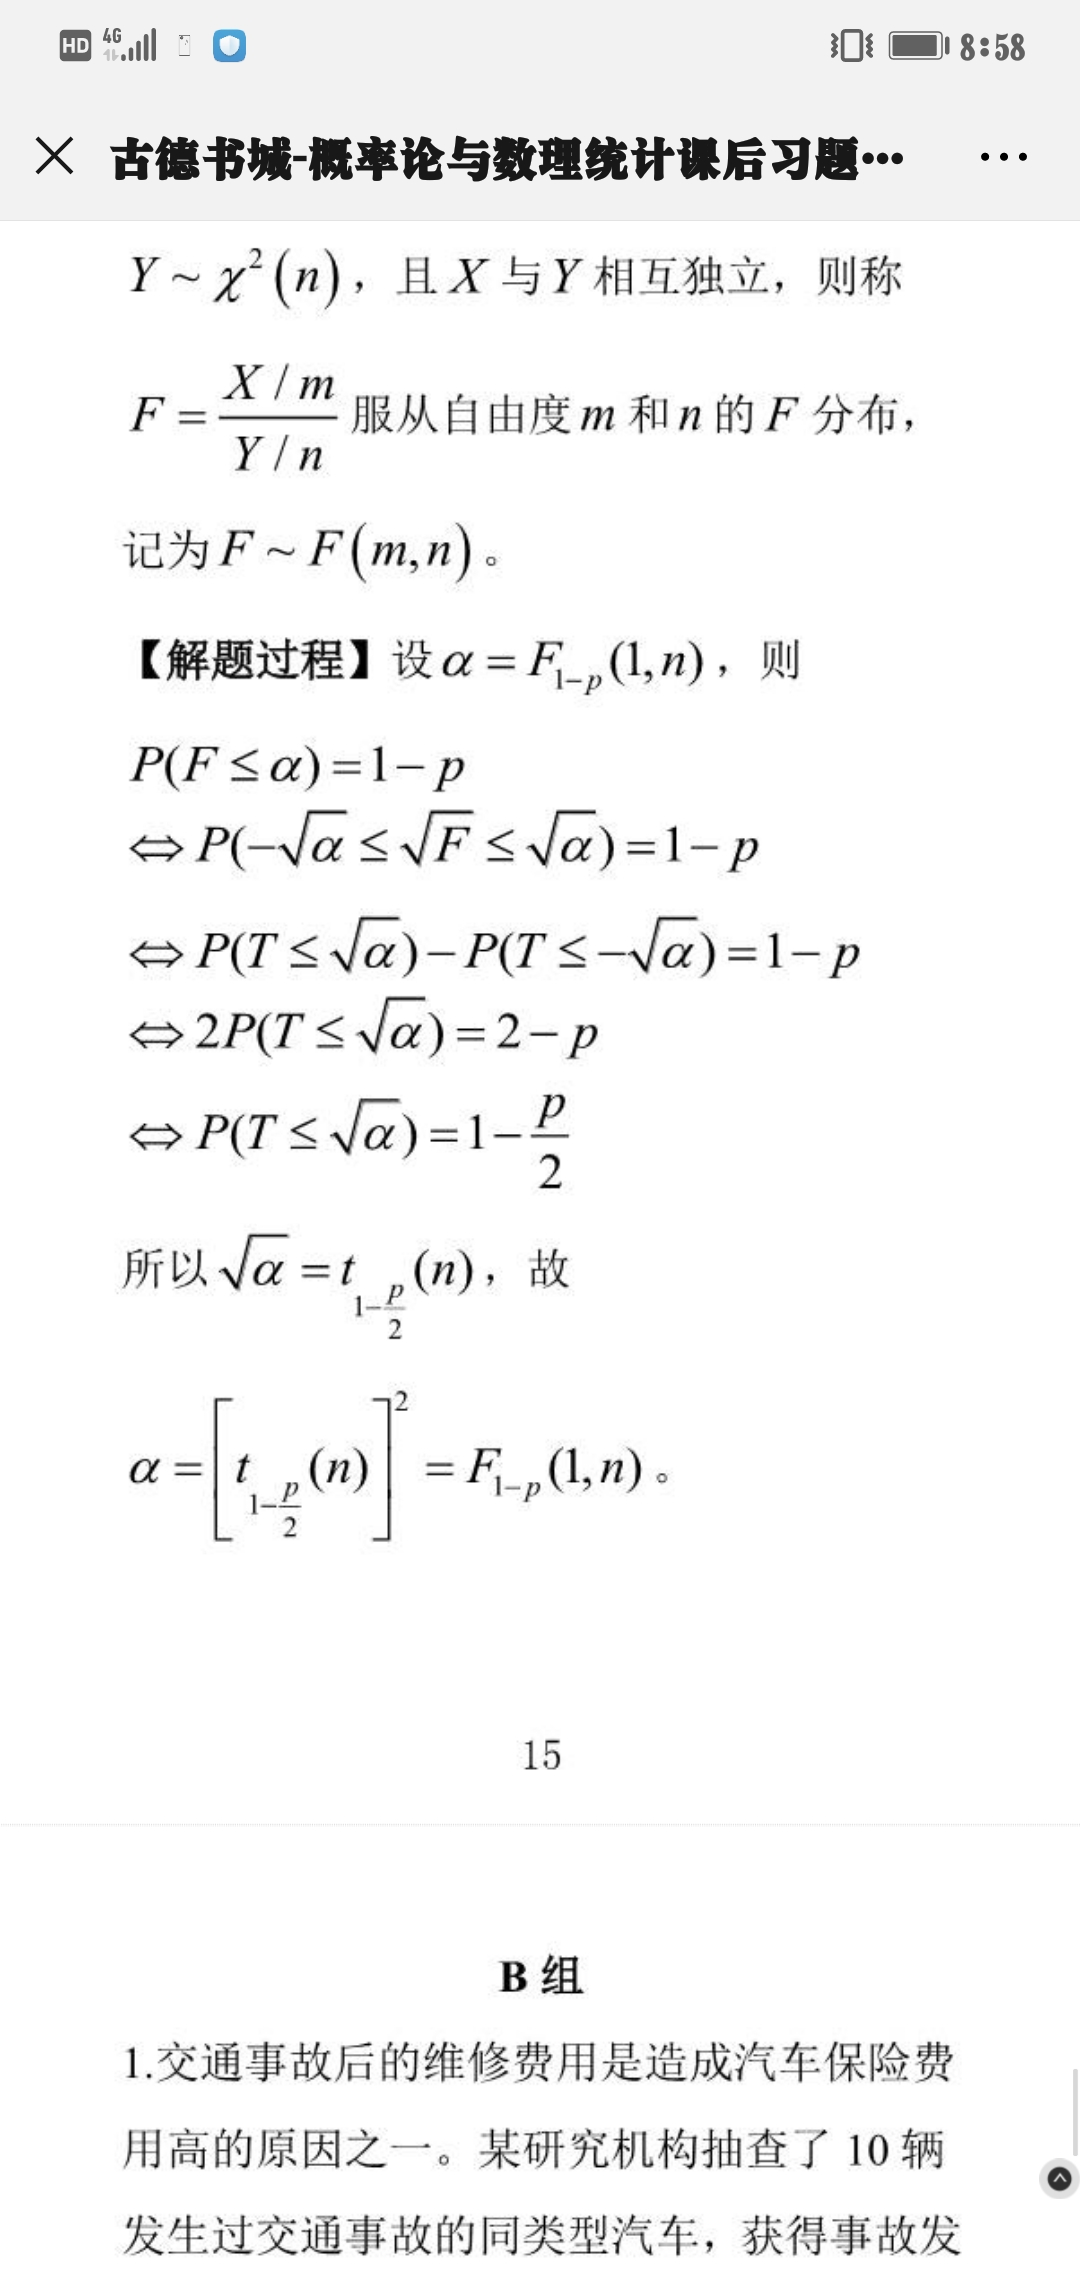 HD 4G 8:58
古德书城-概率论与数理统计课后习题...
Y ~ χ²(n)，且 X 与 Y 相互独立，则称
F = (X / m)/(Y / n) 服从自由度 m 和 n 的 F 分布，
记为 F ~ F(m,n)。
【解题过程】设 α = F_{1-p}(1,n)，则
P(F ≤ α) = 1 − p
⇔ P(−√α ≤ √F ≤ √α) = 1 − p
⇔ P(T ≤ √α) − P(T ≤ −√α) = 1 − p
⇔ 2P(T ≤ √α) = 2 − p
⇔ P(T ≤ √α) = 1 − p/2
所以 √α = t_{1-p/2}(n)，故
α = [t_{1-p/2}(n)]² = F_{1-p}(1,n)。
15
B 组
1.交通事故后的维修费用是造成汽车保险费
用高的原因之一。某研究机构抽查了 10 辆
发生过交通事故的同类型汽车，获得事故发